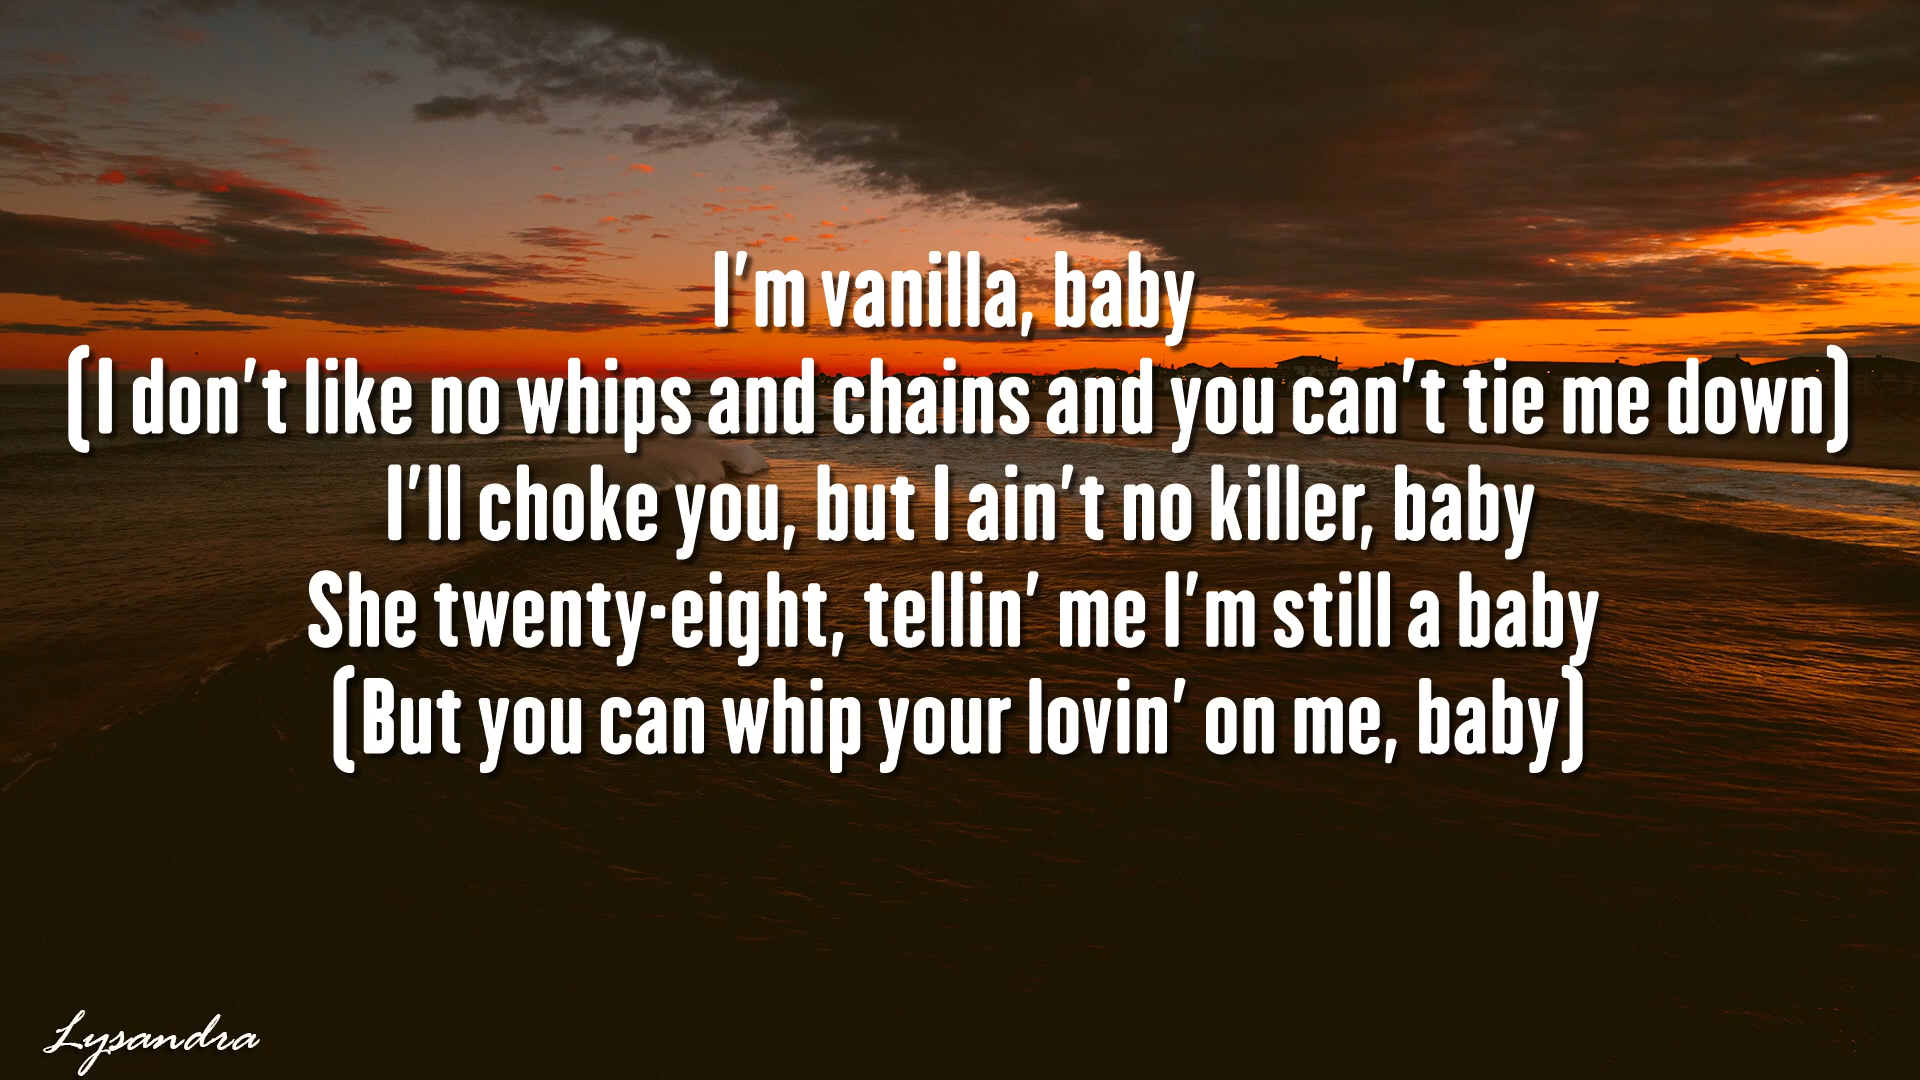 I'm vanilla, baby
(I don't like no whips and chains and you can't tie me down)
I'll choke you, but I ain't no killer, baby
She twenty-eight, tellin' me I'm still a baby
(But you can whip your lovin' on me, baby)
Lysandra